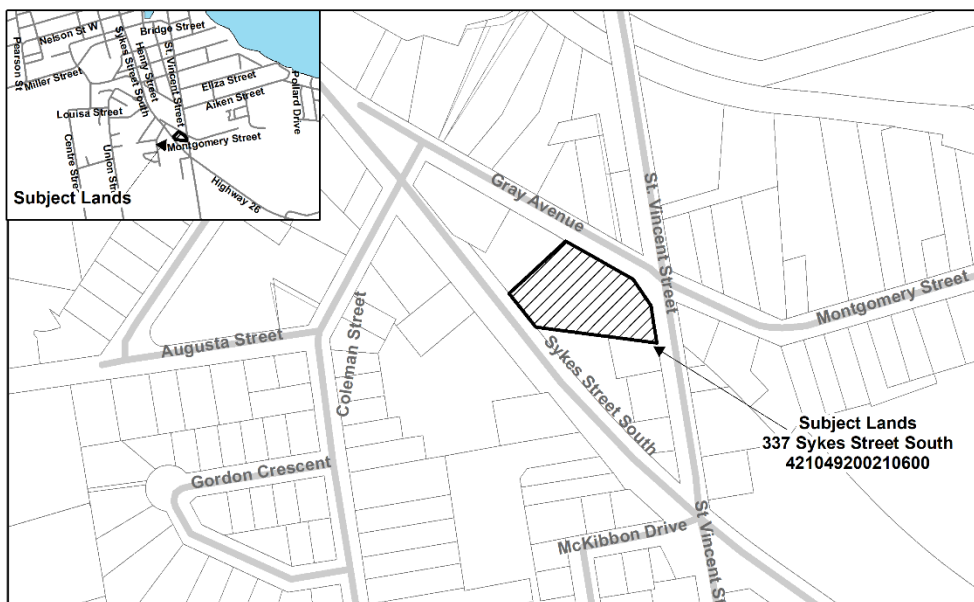 Nelson St W
Bridge Street
Pearson St
Sykes Street South
Henry Street
St. Vincent Street
Miller Street
Eliza Street
Aiken Street
Pollard Drive
Louisa Street
Montgomery Street
Centre Stre
Union Str
Highway 26
Subject Lands
Gray Avenue
St. Vincent Street
Montgomery Street
Augusta Street
Coleman Street
Sykes Street South
Gordon Crescent
McKibbon Drive
St Vincent St
Subject Lands
337 Sykes Street South
421049200210600